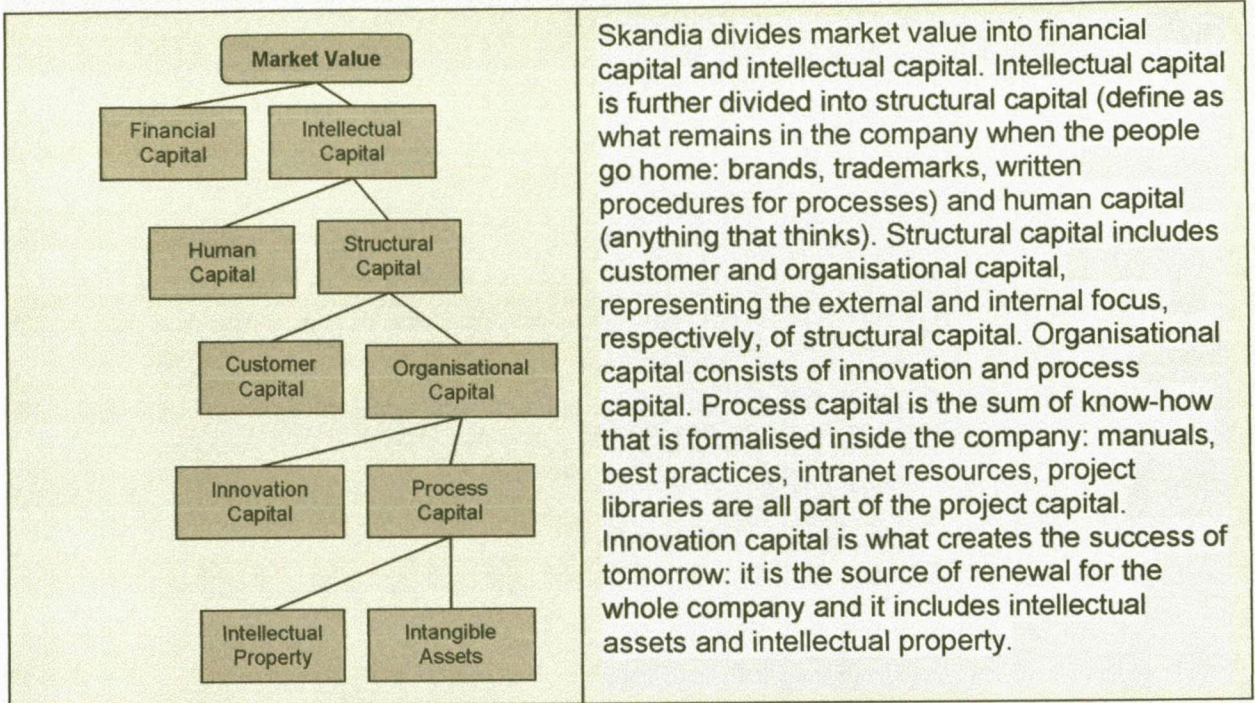 Market Value
Financial
Capital
Intellectual
Capital
Human
Capital
Structural
Capital
Customer
Capital
Organisational
Capital
Innovation
Capital
Process
Capital
Intellectual
Property
Intangible
Assets
Skandia divides market value into financial
capital and intellectual capital. Intellectual capital
is further divided into structural capital (define as
what remains in the company when the people
go home: brands, trademarks, written
procedures for processes) and human capital
(anything that thinks). Structural capital includes
customer and organisational capital,
representing the external and internal focus,
respectively, of structural capital. Organisational
capital consists of innovation and process
capital. Process capital is the sum of know-how
that is formalised inside the company: manuals,
best practices, intranet resources, project
libraries are all part of the project capital.
Innovation capital is what creates the success of
tomorrow: it is the source of renewal for the
whole company and it includes intellectual
assets and intellectual property.